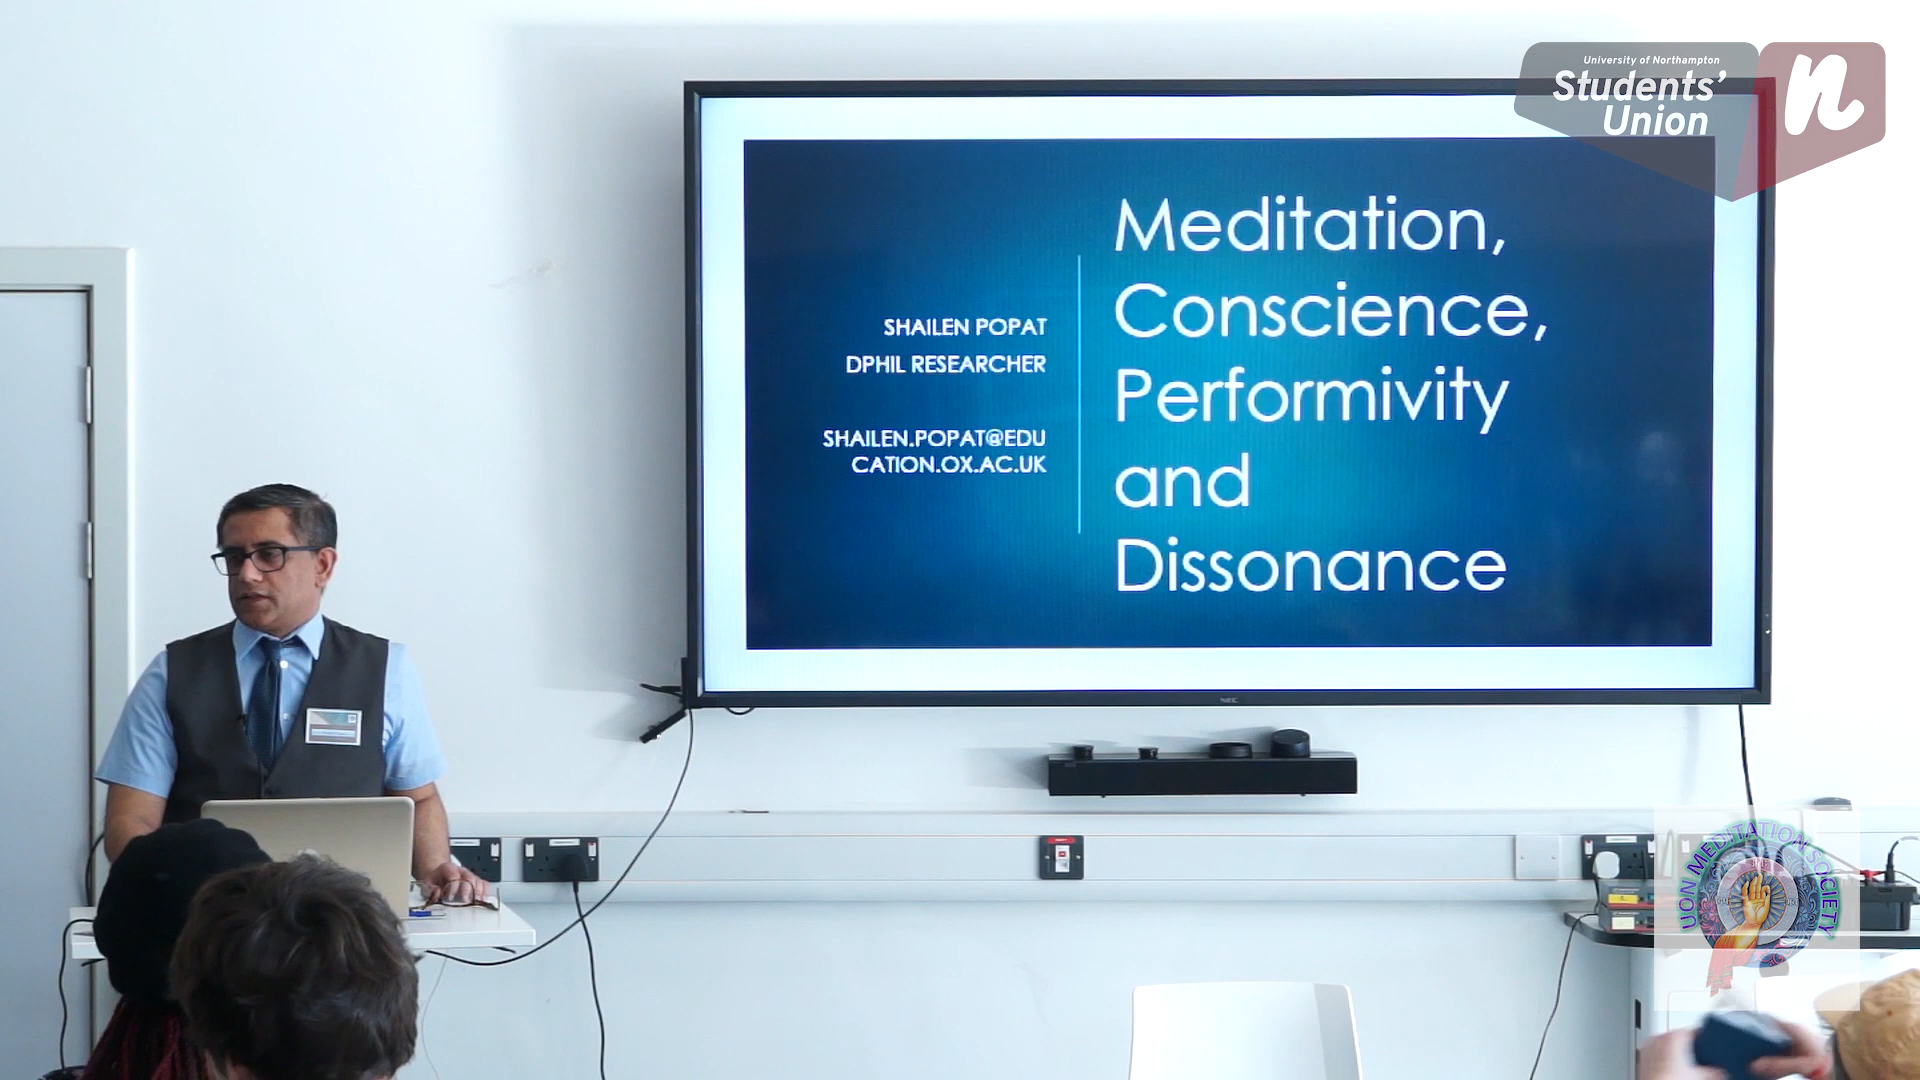 University of Northampton
Students'
Union
n
Meditation,
Conscience,
Performivity
and
Dissonance
SHAILEN POPAT
DPHIL RESEARCHER
SHAILEN.POPAT@EDU
CATION.OX.AC.UK
NEC
UON MEDITATION SOCIETY